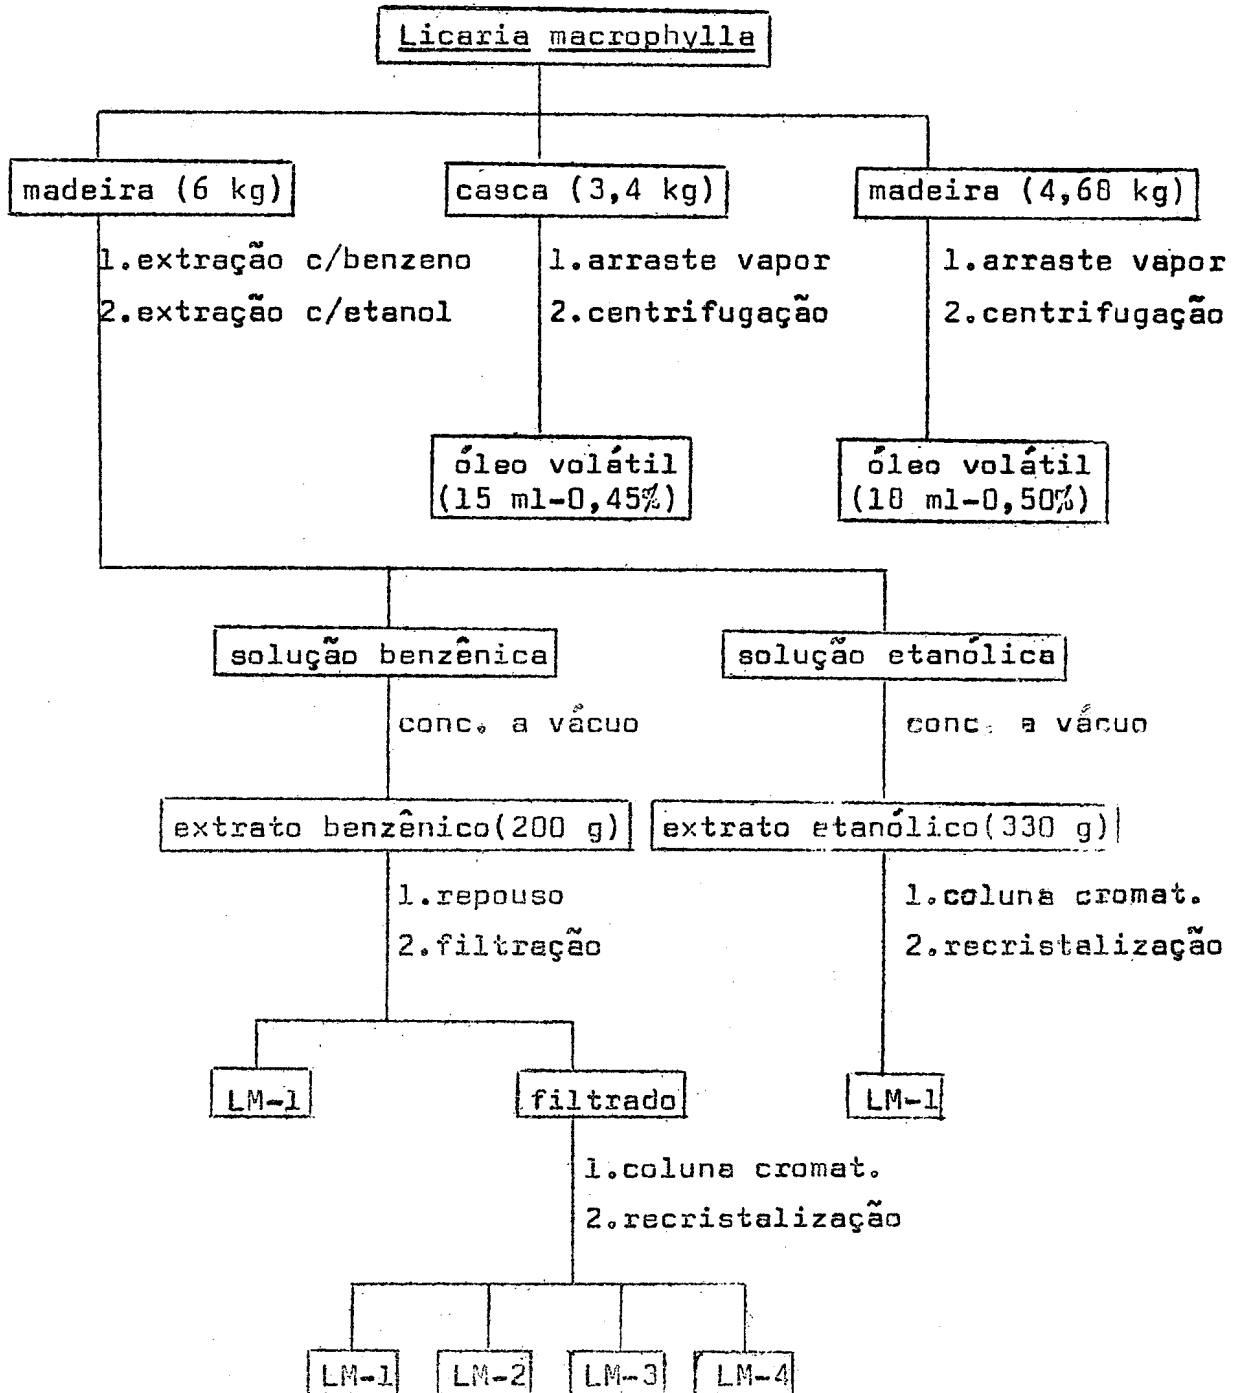 Licaria macrophylla
madeira (6 kg)
casca (3,4 kg)
madeira (4,68 kg)
1.extração c/benzeno
2.extração c/etanol
1.arraste vapor
2.centrifugação
1.arraste vapor
2.centrifugação
óleo volátil
(15 ml-0,45%)
óleo volátil
(18 ml-0,50%)
solução benzênica
solução etanólica
conc. a vácuo
conc. a vácuo
extrato benzênico(200 g)
extrato etanólico(330 g)
1.repouso
2.filtração
1.coluna cromat.
2.recristalização
LM-1
filtrado
LM-1
1.coluna cromat.
2.recristalização
LM-1
LM-2
LM-3
LM-4